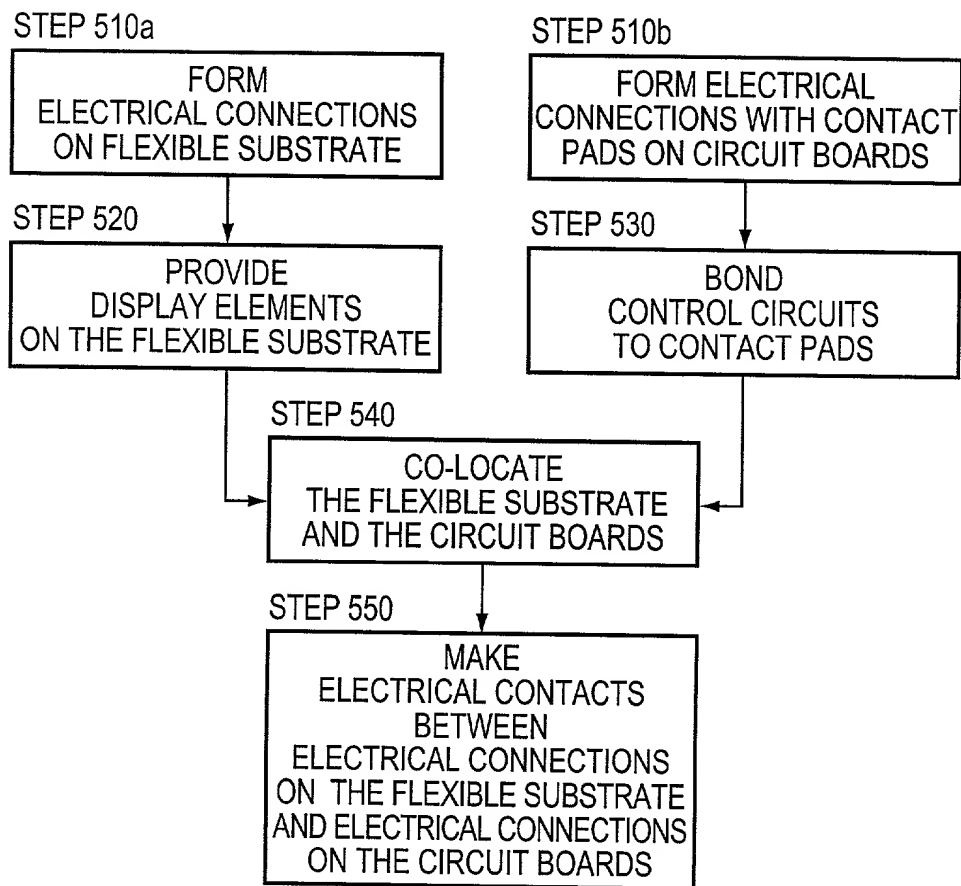 STEP 510a
FORM
ELECTRICAL CONNECTIONS
ON FLEXIBLE SUBSTRATE
STEP 510b
FORM ELECTRICAL
CONNECTIONS WITH CONTACT
PADS ON CIRCUIT BOARDS
STEP 520
PROVIDE
DISPLAY ELEMENTS
ON THE FLEXIBLE SUBSTRATE
STEP 530
BOND
CONTROL CIRCUITS
TO CONTACT PADS
STEP 540
CO-LOCATE
THE FLEXIBLE SUBSTRATE
AND THE CIRCUIT BOARDS
STEP 550
MAKE
ELECTRICAL CONTACTS
BETWEEN
ELECTRICAL CONNECTIONS
ON THE FLEXIBLE SUBSTRATE
AND ELECTRICAL CONNECTIONS
ON THE CIRCUIT BOARDS